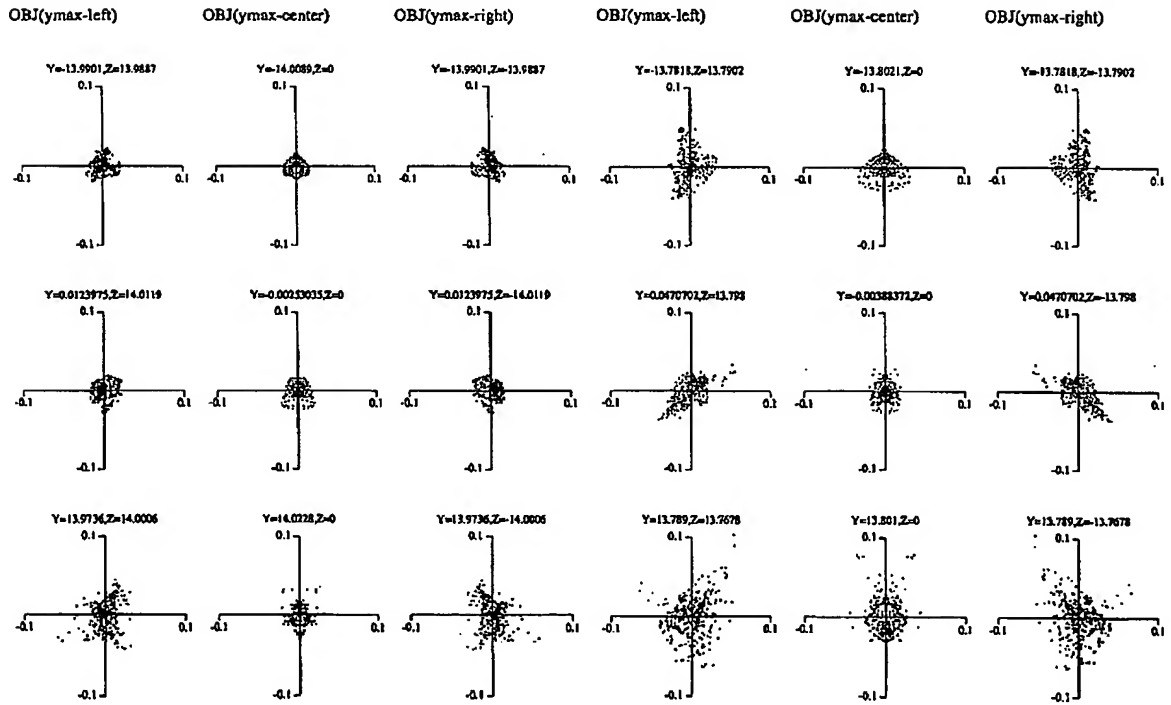 OBJ(ymax-left) OBJ(ymax-center) OBJ(ymax-right) OBJ(ymax-left) OBJ(ymax-center) OBJ(ymax-right)
Y=-13.9901,Z=13.9887 Y=-14.0089,Z=0 Y=-13.9901,Z=-13.9887 Y=-13.7818,Z=13.7902 Y=-13.8021,Z=0 Y=-13.7818,Z=-13.7902
0.1 0.1 0.1 0.1 0.1 0.1
-0.1 0.1 -0.1 0.1 -0.1 0.1 -0.1 0.1 -0.1 0.1 -0.1 0.1
-0.1 -0.1 -0.1 -0.1 -0.1 -0.1
Y=0.0123975,Z=14.0119 Y=-0.00253035,Z=0 Y=0.0123975,Z=-14.0119 Y=0.0470702,Z=13.798 Y=-0.00388372,Z=0 Y=0.0470702,Z=-13.798
0.1 0.1 0.1 0.1 0.1 0.1
-0.1 0.1 -0.1 0.1 -0.1 0.1 -0.1 0.1 -0.1 0.1 -0.1 0.1
-0.1 -0.1 -0.1 -0.1 -0.1 -0.1
Y=13.9736,Z=14.0006 Y=14.0228,Z=0 Y=13.9736,Z=-14.0006 Y=13.789,Z=13.7678 Y=13.801,Z=0 Y=13.789,Z=-13.7678
0.1 0.1 0.1 0.1 0.1 0.1
-0.1 0.1 -0.1 0.1 -0.1 0.1 -0.1 0.1 -0.1 0.1 -0.1 0.1
-0.1 -0.1 -0.1 -0.1 -0.1 -0.1